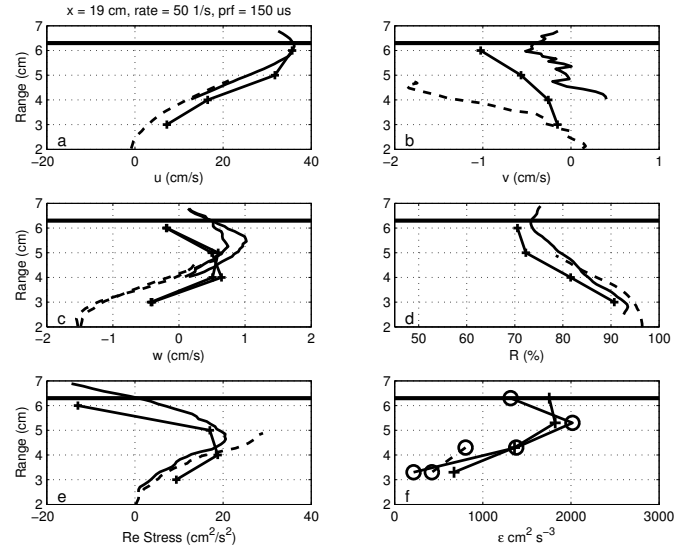 x = 19 cm, rate = 50 1/s, prf = 150 us
7
6
5
4
3
2
Range (cm)
a
−20 0 20 40
u (cm/s)
7
6
5
4
3
2
b
−2 −1 0 1
v (cm/s)
7
6
5
4
3
2
Range (cm)
c
−2 −1 0 1 2
w (cm/s)
7
6
5
4
3
2
d
50 60 70 80 90 100
R (%)
7
6
5
4
3
2
Range (cm)
e
−20 0 20 40
Re Stress (cm²/s²)
7
6
5
4
3
2
f
0 1000 2000 3000
ε cm² s⁻³